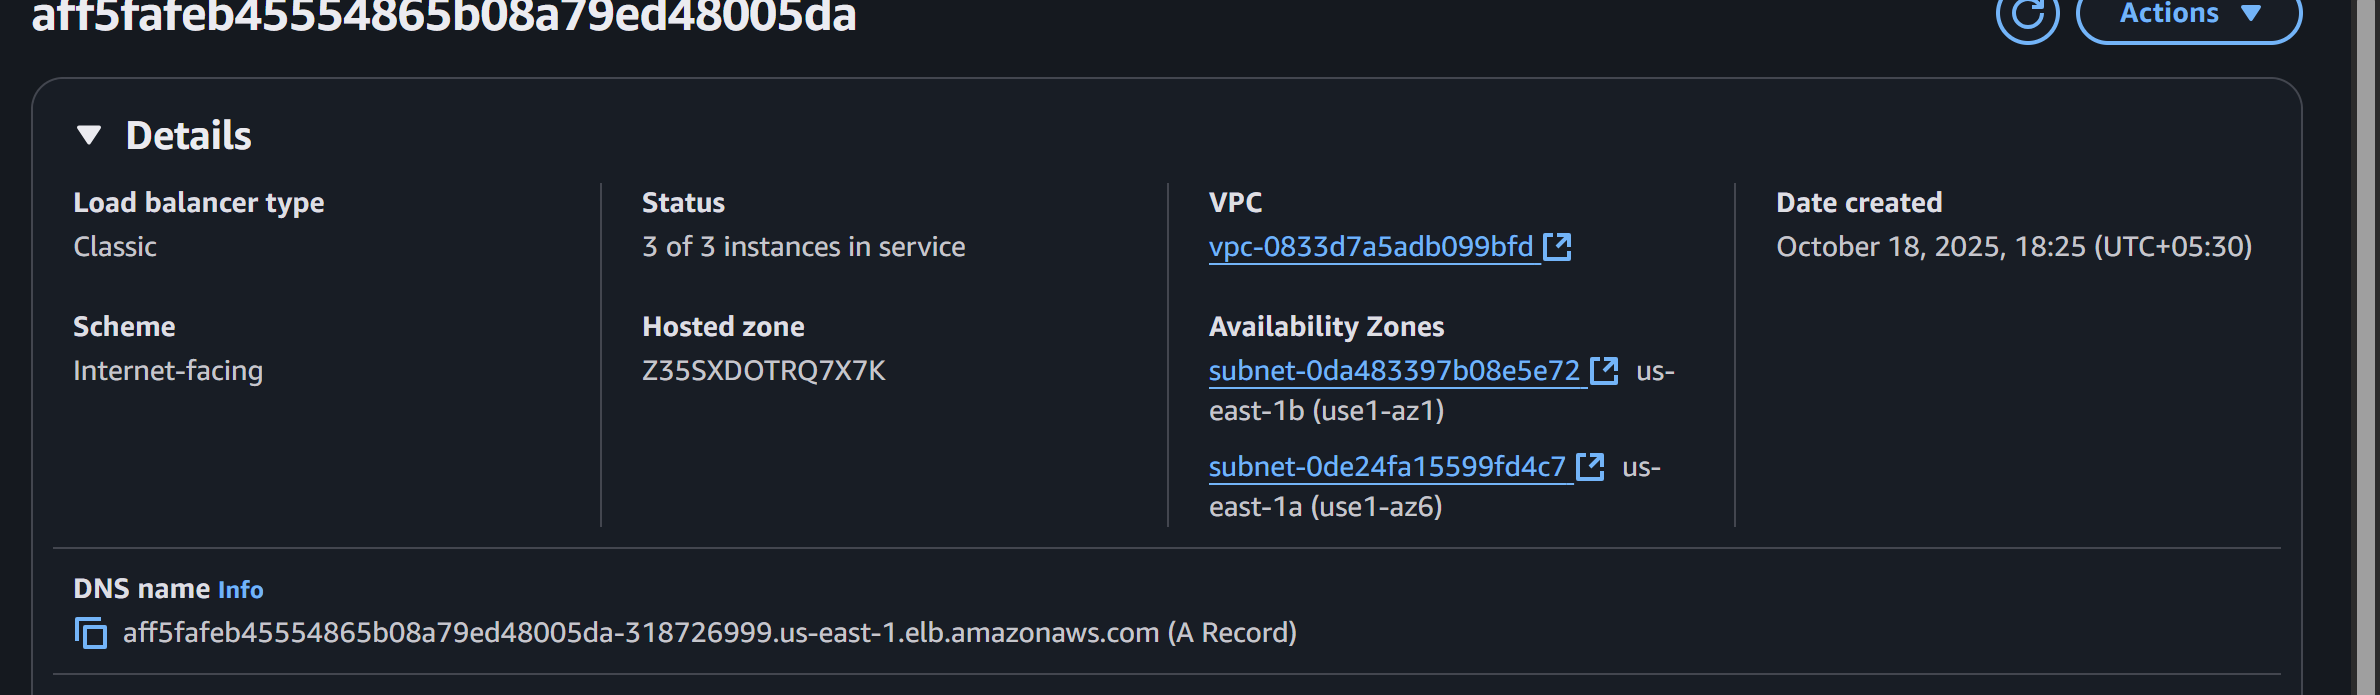 aff5fafeb45554865b08a79ed48005da
Actions
Details
Load balancer type
Classic
Status
3 of 3 instances in service
VPC
vpc-0833d7a5adb099bfd
Date created
October 18, 2025, 18:25 (UTC+05:30)
Scheme
Internet-facing
Hosted zone
Z35SXDOTRQ7X7K
Availability Zones
subnet-0da483397b08e5e72 us-
east-1b (use1-az1)
subnet-0de24fa15599fd4c7 us-
east-1a (use1-az6)
DNS name Info
aff5fafeb45554865b08a79ed48005da-318726999.us-east-1.elb.amazonaws.com (A Record)